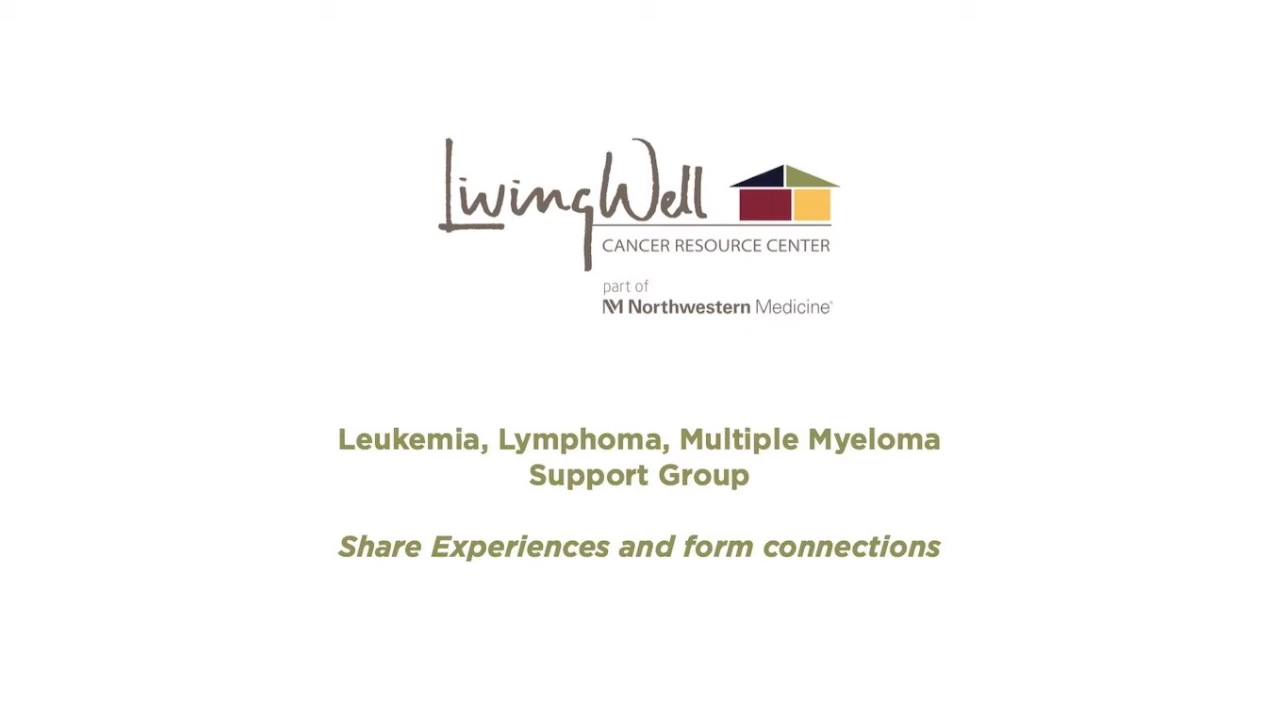 LivingWell
CANCER RESOURCE CENTER
part of
NM Northwestern Medicine®
Leukemia, Lymphoma, Multiple Myeloma
Support Group
Share Experiences and form connections